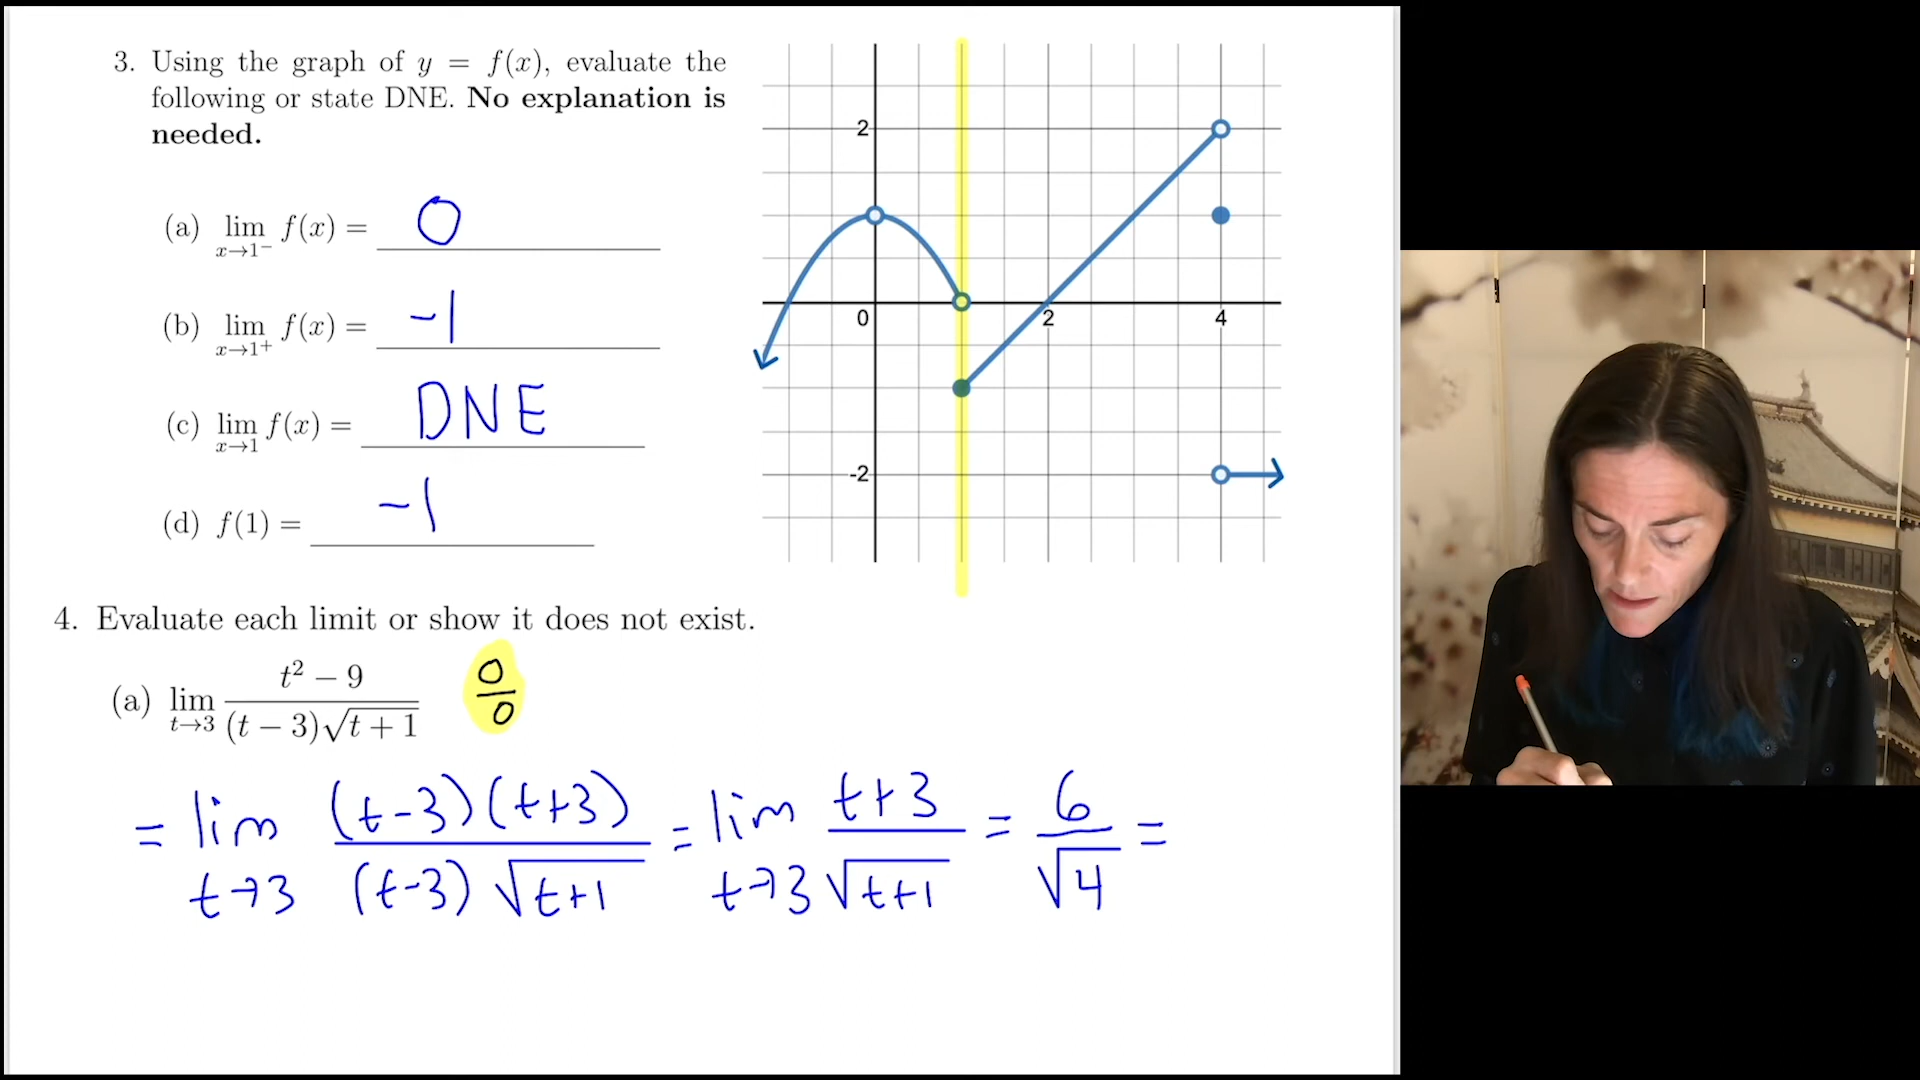 3. Using the graph of y = f(x), evaluate the
following or state DNE. No explanation is
needed.
(a) lim x→1⁻ f(x) = 0
(b) lim x→1⁺ f(x) = -1
(c) lim x→1 f(x) = DNE
(d) f(1) = -1
2
0
2
4
-2
4. Evaluate each limit or show it does not exist.
(a) lim t→3 (t² − 9)/((t − 3)√(t + 1)) 0/0
= lim t→3 ((t-3)(t+3))/((t-3)√(t+1)) = lim t→3 (t+3)/√(t+1) = 6/√4 =